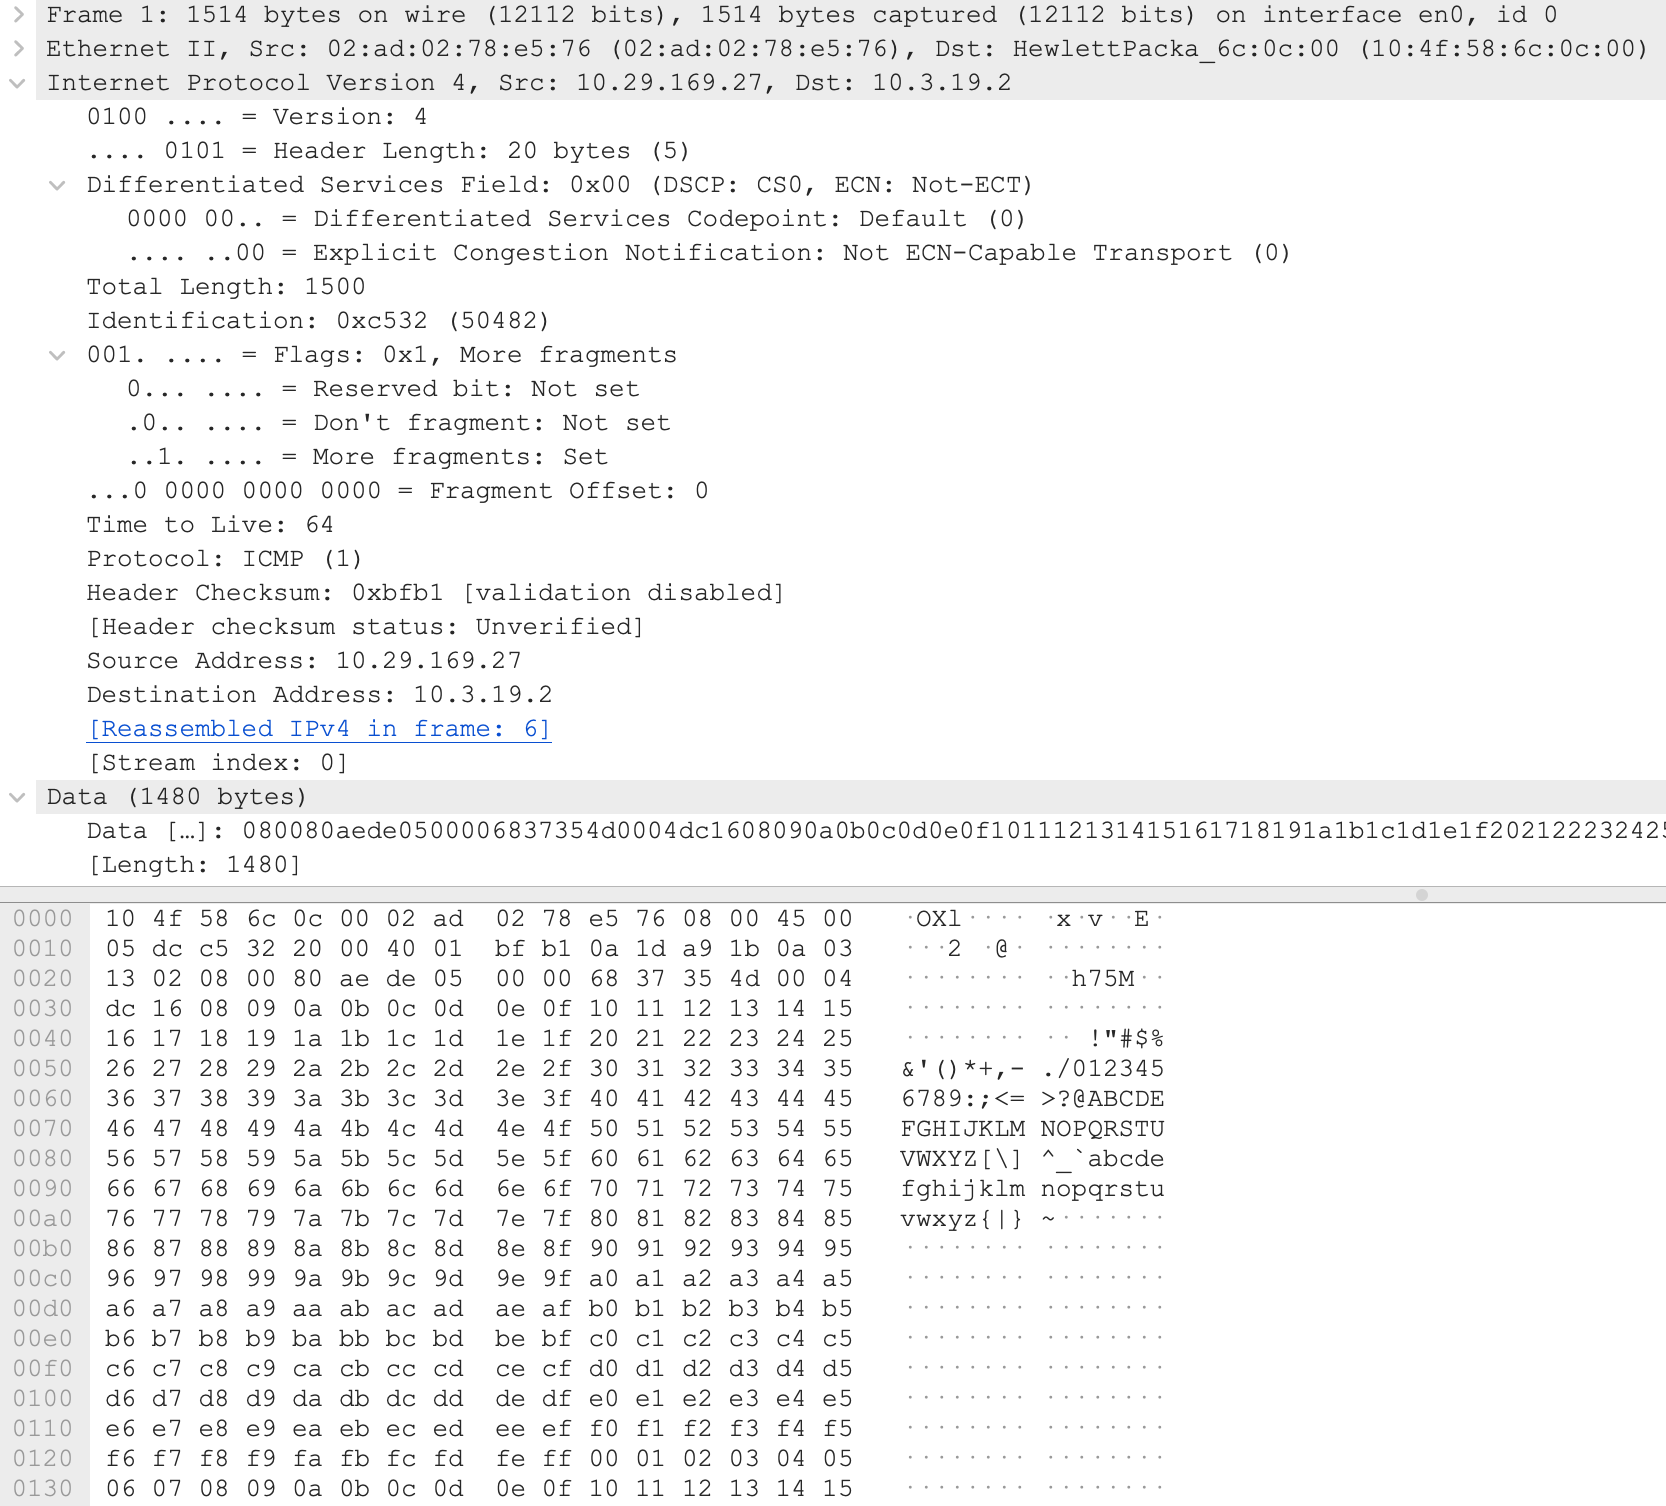 Frame 1: 1514 bytes on wire (12112 bits), 1514 bytes captured (12112 bits) on interface en0, id 0
Ethernet II, Src: 02:ad:02:78:e5:76 (02:ad:02:78:e5:76), Dst: HewlettPacka_6c:0c:00 (10:4f:58:6c:0c:00)
Internet Protocol Version 4, Src: 10.29.169.27, Dst: 10.3.19.2
0100 .... = Version: 4
.... 0101 = Header Length: 20 bytes (5)
Differentiated Services Field: 0x00 (DSCP: CS0, ECN: Not-ECT)
0000 00.. = Differentiated Services Codepoint: Default (0)
.... ..00 = Explicit Congestion Notification: Not ECN-Capable Transport (0)
Total Length: 1500
Identification: 0xc532 (50482)
001. .... = Flags: 0x1, More fragments
0... .... = Reserved bit: Not set
.0.. .... = Don't fragment: Not set
..1. .... = More fragments: Set
...0 0000 0000 0000 = Fragment Offset: 0
Time to Live: 64
Protocol: ICMP (1)
Header Checksum: 0xbfb1 [validation disabled]
[Header checksum status: Unverified]
Source Address: 10.29.169.27
Destination Address: 10.3.19.2
[Reassembled IPv4 in frame: 6]
[Stream index: 0]
Data (1480 bytes)
Data […]: 080080aede0500006837354d0004dc1608090a0b0c0d0e0f101112131415161718191a1b1c1d1e1f202122232425
[Length: 1480]
0000 10 4f 58 6c 0c 00 02 ad 02 78 e5 76 08 00 45 00 ·OXl···· ·x·v··E·
0010 05 dc c5 32 20 00 40 01 bf b1 0a 1d a9 1b 0a 03 ···2 ·@· ········
0020 13 02 08 00 80 ae de 05 00 00 68 37 35 4d 00 04 ········ ··h75M··
0030 dc 16 08 09 0a 0b 0c 0d 0e 0f 10 11 12 13 14 15 ········ ········
0040 16 17 18 19 1a 1b 1c 1d 1e 1f 20 21 22 23 24 25 ········ ·· !"#$%
0050 26 27 28 29 2a 2b 2c 2d 2e 2f 30 31 32 33 34 35 &'()*+,- ./012345
0060 36 37 38 39 3a 3b 3c 3d 3e 3f 40 41 42 43 44 45 6789:;<= >?@ABCDE
0070 46 47 48 49 4a 4b 4c 4d 4e 4f 50 51 52 53 54 55 FGHIJKLM NOPQRSTU
0080 56 57 58 59 5a 5b 5c 5d 5e 5f 60 61 62 63 64 65 VWXYZ[\] ^_`abcde
0090 66 67 68 69 6a 6b 6c 6d 6e 6f 70 71 72 73 74 75 fghijklm nopqrstu
00a0 76 77 78 79 7a 7b 7c 7d 7e 7f 80 81 82 83 84 85 vwxyz{|} ~·······
00b0 86 87 88 89 8a 8b 8c 8d 8e 8f 90 91 92 93 94 95 ········ ········
00c0 96 97 98 99 9a 9b 9c 9d 9e 9f a0 a1 a2 a3 a4 a5 ········ ········
00d0 a6 a7 a8 a9 aa ab ac ad ae af b0 b1 b2 b3 b4 b5 ········ ········
00e0 b6 b7 b8 b9 ba bb bc bd be bf c0 c1 c2 c3 c4 c5 ········ ········
00f0 c6 c7 c8 c9 ca cb cc cd ce cf d0 d1 d2 d3 d4 d5 ········ ········
0100 d6 d7 d8 d9 da db dc dd de df e0 e1 e2 e3 e4 e5 ········ ········
0110 e6 e7 e8 e9 ea eb ec ed ee ef f0 f1 f2 f3 f4 f5 ········ ········
0120 f6 f7 f8 f9 fa fb fc fd fe ff 00 01 02 03 04 05 ········ ········
0130 06 07 08 09 0a 0b 0c 0d 0e 0f 10 11 12 13 14 15 ········ ········